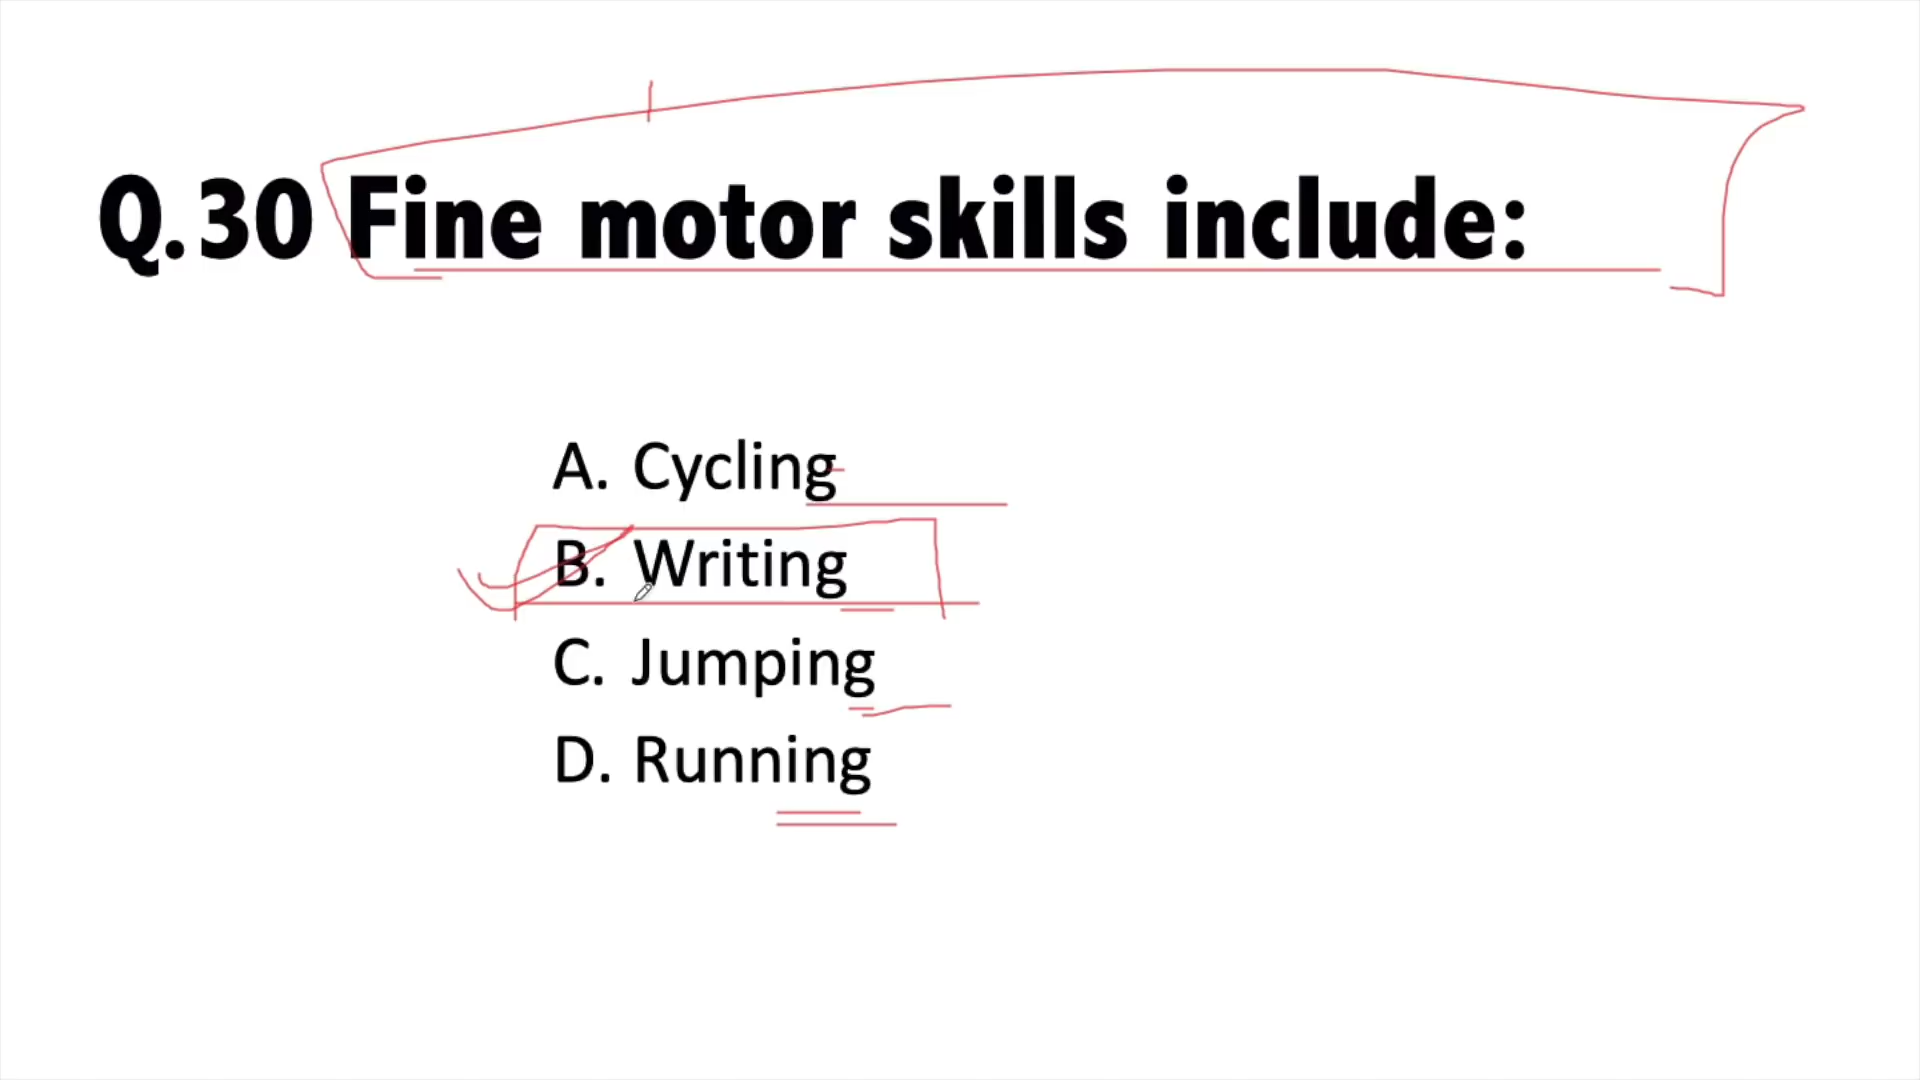 Q.30 Fine motor skills include:
A. Cycling
B. Writing
C. Jumping
D. Running